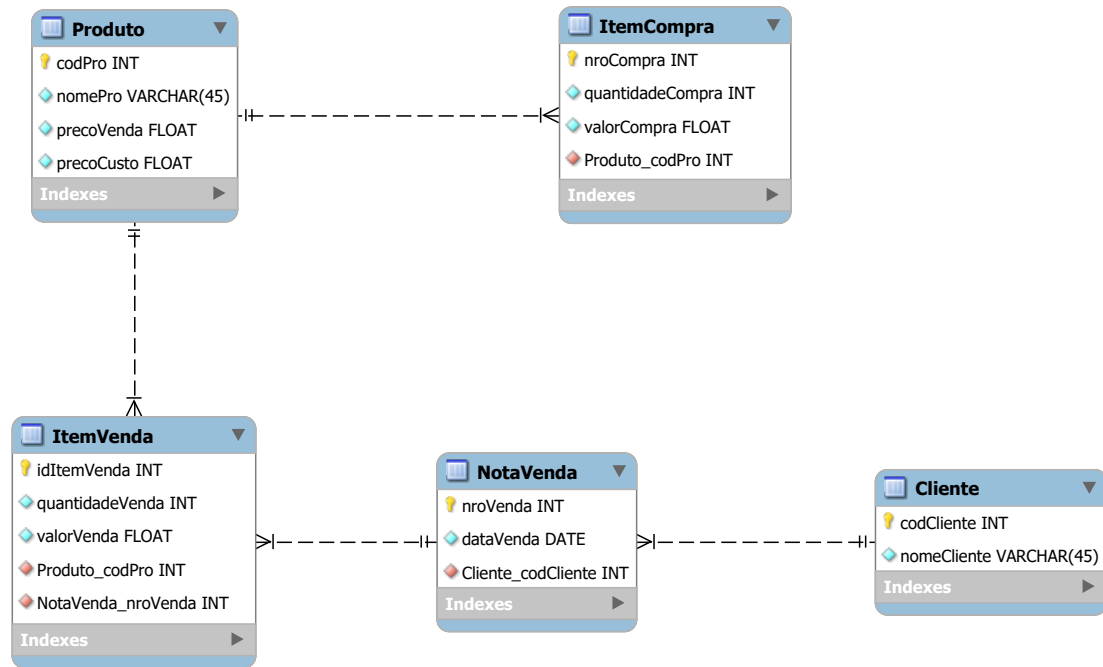 Produto
codPro INT
nomePro VARCHAR(45)
precoVenda FLOAT
precoCusto FLOAT
Indexes
ItemCompra
nroCompra INT
quantidadeCompra INT
valorCompra FLOAT
Produto_codPro INT
Indexes
ItemVenda
idItemVenda INT
quantidadeVenda INT
valorVenda FLOAT
Produto_codPro INT
NotaVenda_nroVenda INT
Indexes
NotaVenda
nroVenda INT
dataVenda DATE
Cliente_codCliente INT
Indexes
Cliente
codCliente INT
nomeCliente VARCHAR(45)
Indexes